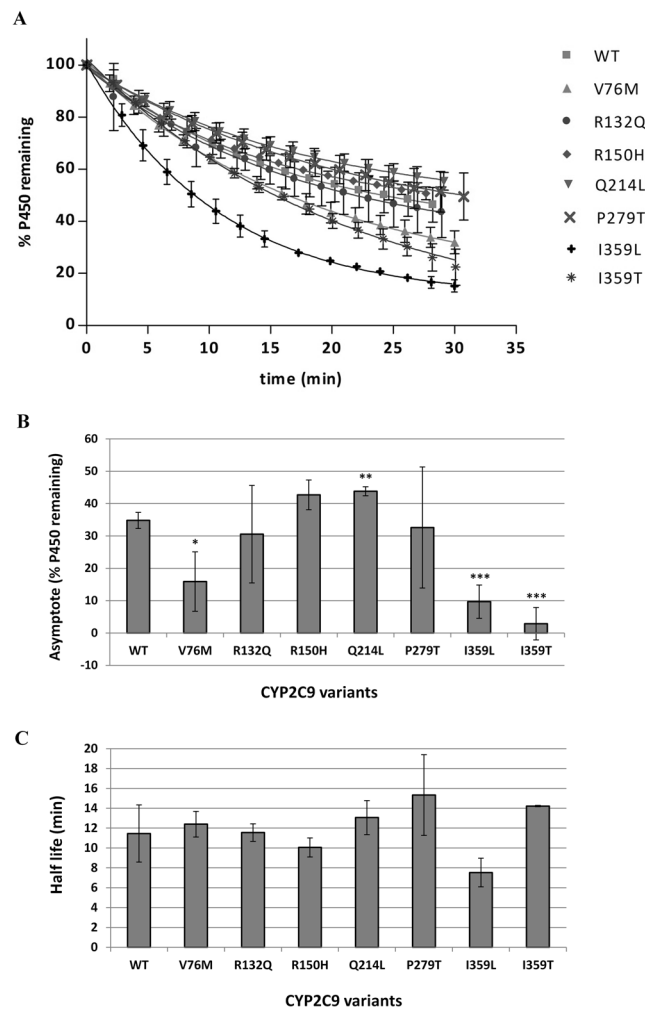 A
% P450 remaining
100
80
60
40
20
0
0 5 10 15 20 25 30 35
time (min)
WT
V76M
R132Q
R150H
Q214L
P279T
I359L
I359T
B
Asymptote (% P450 remaining)
60
50
40
30
20
10
0
-10
*
**
***
***
WT V76M R132Q R150H Q214L P279T I359L I359T
CYP2C9 variants
C
Half life (min)
20
18
16
14
12
10
8
6
4
2
0
WT V76M R132Q R150H Q214L P279T I359L I359T
CYP2C9 variants